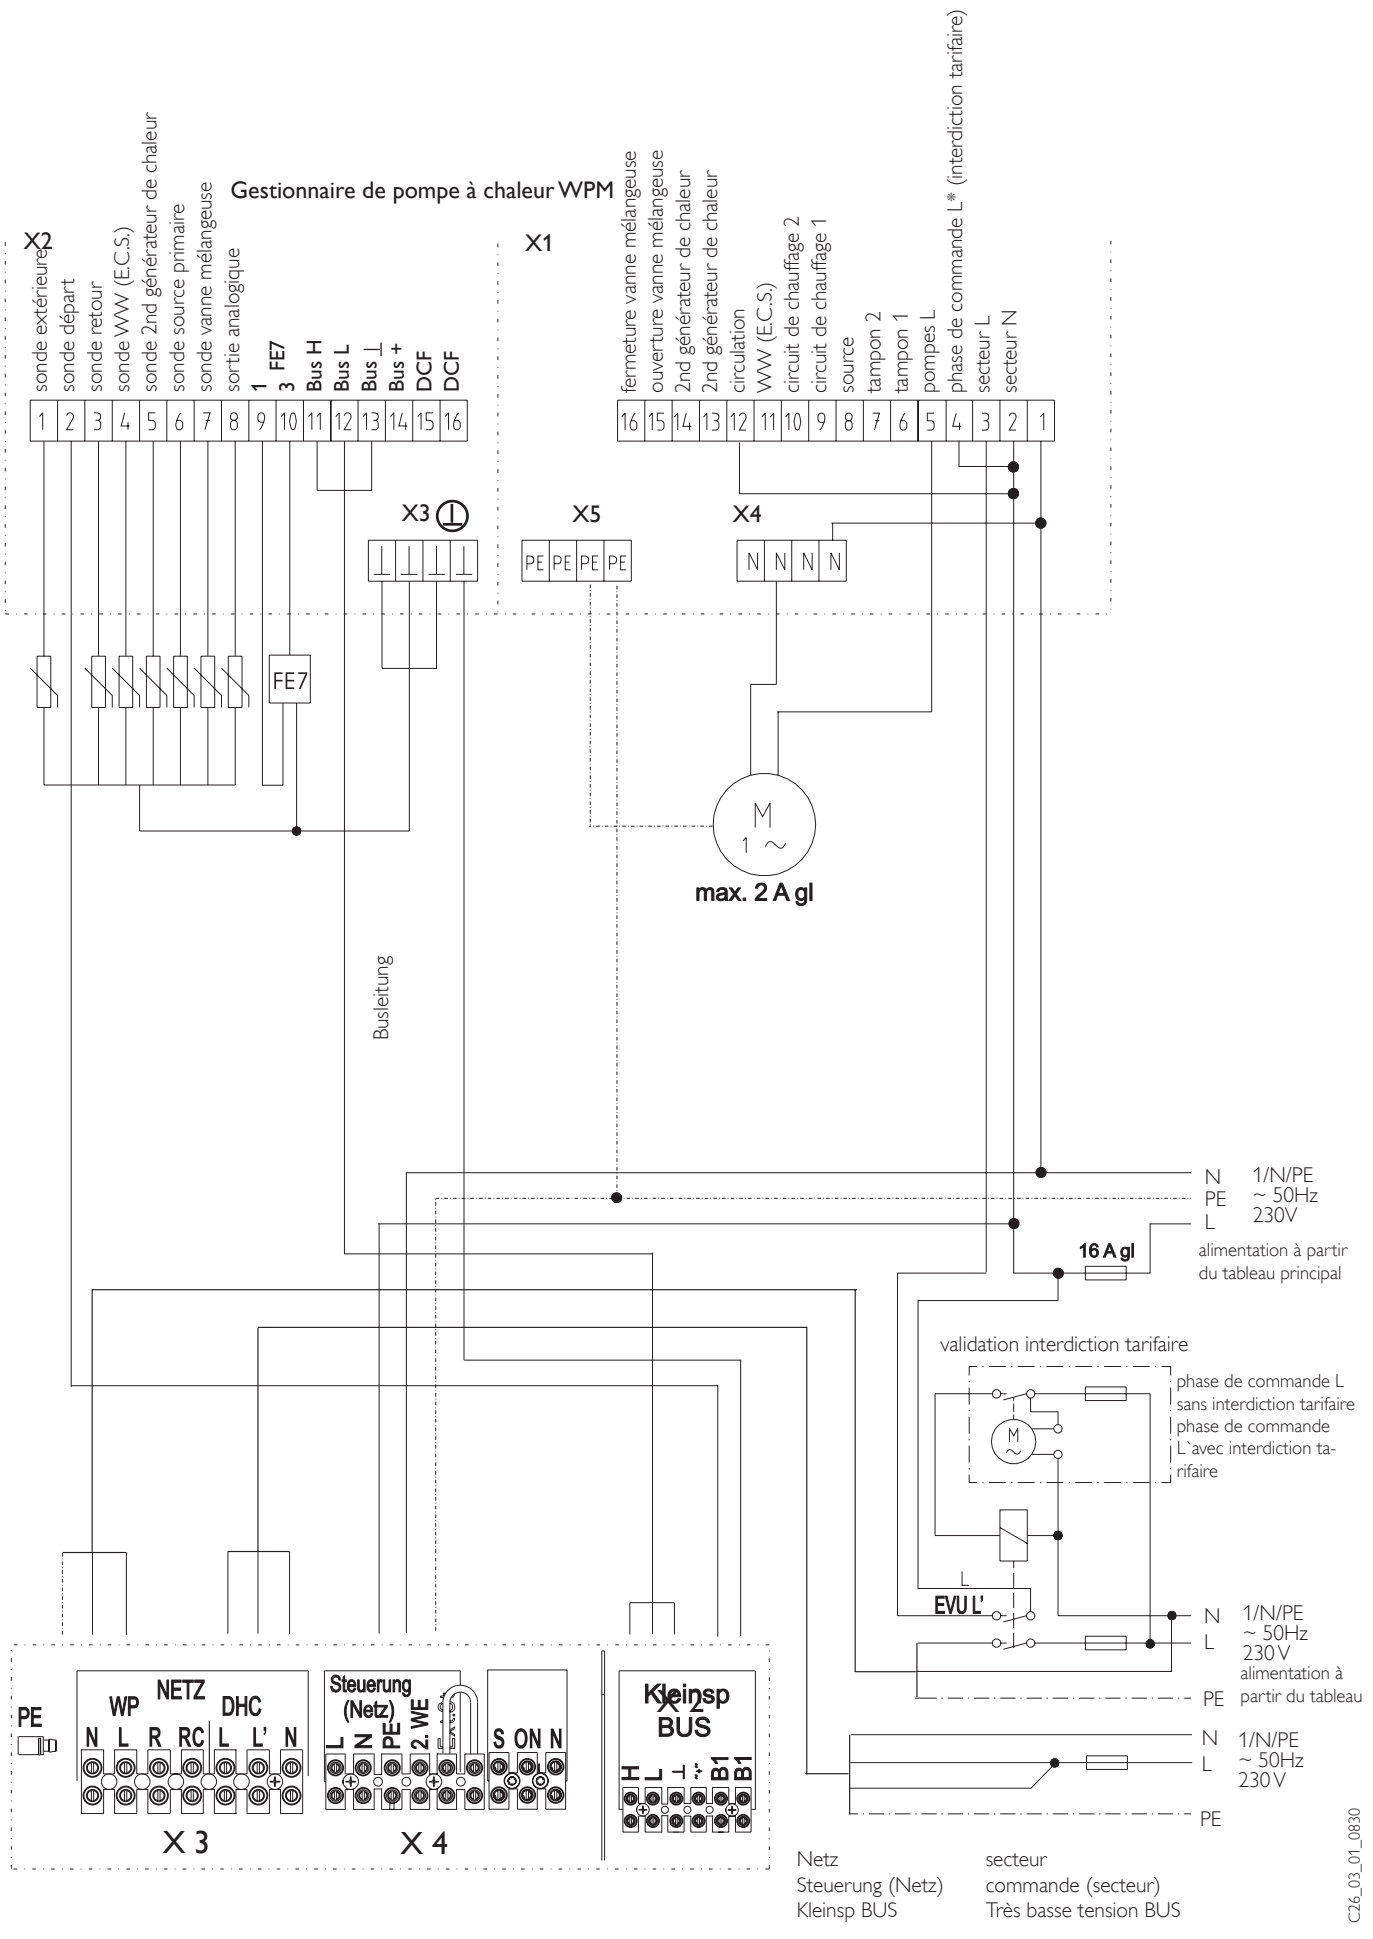 Gestionnaire de pompe à chaleur WPM
X2
sonde extérieure
sonde départ
sonde retour
sonde WW (E.C.S.)
sonde 2nd générateur de chaleur
sonde source primaire
sonde vanne mélangeuse
sortie analogique
1 FE7
3
Bus H
Bus L
Bus ⊥
Bus +
DCF
DCF
1 2 3 4 5 6 7 8 9 10 11 12 13 14 15 16
X1
fermeture vanne mélangeuse
ouverture vanne mélangeuse
2nd générateur de chaleur
2nd générateur de chaleur
circulation
WW (E.C.S.)
circuit de chauffage 2
circuit de chauffage 1
source
tampon 2
tampon 1
pompes L
phase de commande L* (interdiction tarifaire)
secteur L
secteur N
16 15 14 13 12 11 10 9 8 7 6 5 4 3 2 1
X3
X5
PE PE PE PE
X4
N N N N
FE7
M
1 ~
max. 2 A gl
Busleitung
N
PE
L
1/N/PE
~ 50Hz
230V
16 A gl
alimentation à partir
du tableau principal
validation interdiction tarifaire
phase de commande L
sans interdiction tarifaire
phase de commande
L`avec interdiction ta-
rifaire
M
~
L
EVU L'
N
L
PE
1/N/PE
~ 50Hz
230V
alimentation à
partir du tableau
N
L
PE
1/N/PE
~ 50Hz
230V
PE
NETZ
WP
DHC
N L R RC L L' N
X 3
Steuerung
(Netz)
L
N
PE
2. WE
S ON N
X 4
Kleinsp
X 2
BUS
H
L
⊥
"+"
B1
B1
Netz secteur
Steuerung (Netz) commande (secteur)
Kleinsp BUS Très basse tension BUS
C26_03_01_0830